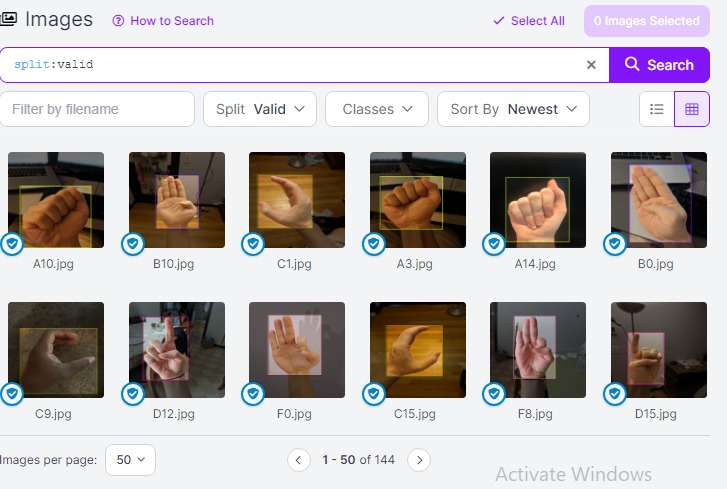 Images How to Search Select All 0 Images Selected
split:valid Search
Filter by filename Split Valid Classes Sort By Newest
A10.jpg B10.jpg C1.jpg A3.jpg A14.jpg B0.jpg
C9.jpg D12.jpg F0.jpg C15.jpg F8.jpg D15.jpg
Images per page: 50 1 - 50 of 144
Activate Windows